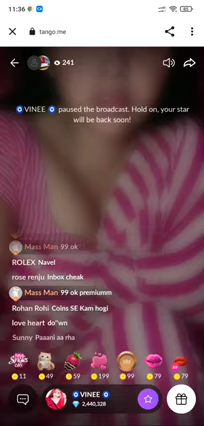 11:36
tango.me
241
🧿VINEE🧿 paused the broadcast. Hold on, your star
will be back soon!
Mass Man 99 ok
ROLEX Navel
rose renju Inbox cheak
Mass Man 99 ok premiumm
Rohan Rohi Coins SE Kam hogi
love heart do"wn
Sunny Paaani aa rha
11 49 59 199 99 79 79
🧿VINEE🧿
2,440,328